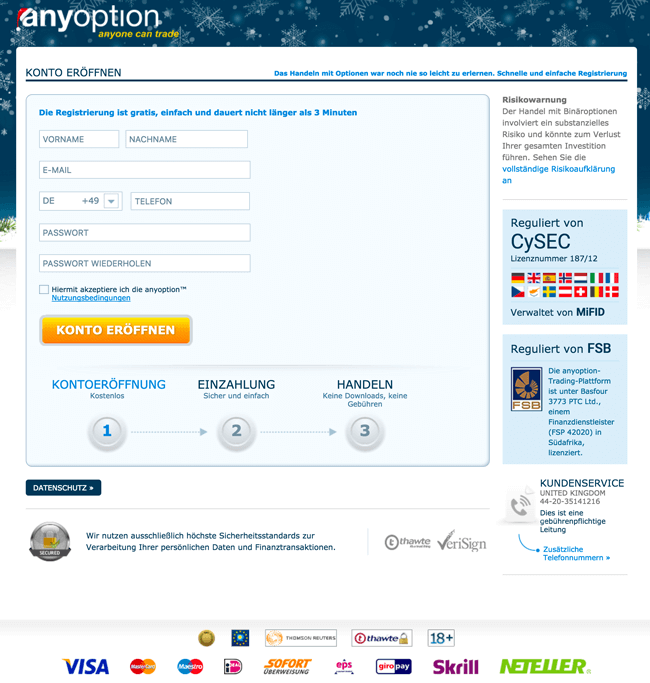 anyoption
anyone can trade
KONTO ERÖFFNEN
Das Handeln mit Optionen war noch nie so leicht zu erlernen. Schnelle und einfache Registrierung
Die Registrierung ist gratis, einfach und dauert nicht länger als 3 Minuten
VORNAME NACHNAME
E-MAIL
DE +49 TELEFON
PASSWORT
PASSWORT WIEDERHOLEN
Hiermit akzeptiere ich die anyoption™
Nutzungsbedingungen
KONTO ERÖFFNEN
KONTOERÖFFNUNG
Kostenlos
EINZAHLUNG
Sicher und einfach
HANDELN
Keine Downloads, keine
Gebühren
1 2 3
Risikowarnung
Der Handel mit Binäroptionen
involviert ein substanzielles
Risiko und könnte zum Verlust
Ihrer gesamten Investition
führen. Sehen Sie die
vollständige Risikoaufklärung
an
Reguliert von
CySEC
Lizenznummer 187/12
Verwaltet von MiFID
Reguliert von FSB
FSB
Die anyoption-
Trading-Plattform
ist unter Basfour
3773 PTC Ltd.,
einem
Finanzdienstleister
(FSP 42020) in
Südafrika,
lizenziert.
KUNDENSERVICE
UNITED KINGDOM
44-20-35141216
Dies ist eine
gebührenpflichtige
Leitung
Zusätzliche
Telefonnummern »
DATENSCHUTZ »
SECURED
Wir nutzen ausschließlich höchste Sicherheitsstandards zur
Verarbeitung Ihrer persönlichen Daten und Finanztransaktionen.
thawte
VeriSign
THOMSON REUTERS
thawte
18+
VISA
MasterCard
Maestro
iDEAL
SOFORT
ÜBERWEISUNG
eps
giropay
Skrill
NETELLER